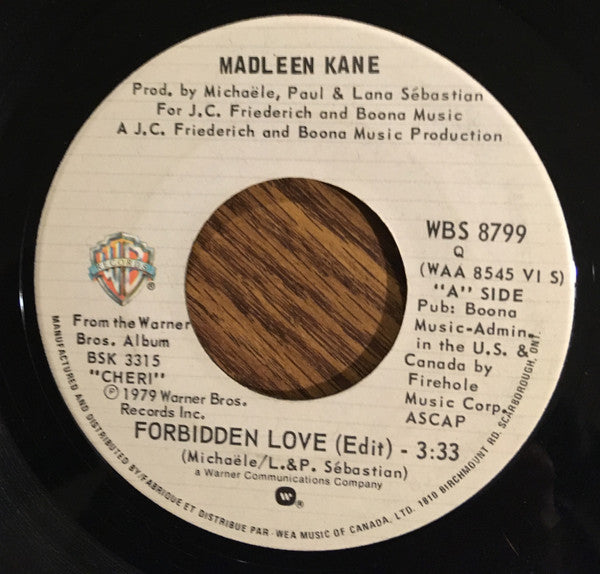 MADLEEN KANE
Prod. by Michaële, Paul & Lana Sébastian
For J.C. Friederich and Boona Music
A J.C. Friederich and Boona Music Production
RECORDS
®
From the Warner
Bros. Album
BSK 3315
"CHERI"
℗ 1979 Warner Bros.
Records Inc.
WBS 8799
Q
(WAA 8545 VI S)
"A" SIDE
Pub: Boona
Music-Admin.
in the U.S. &
Canada by
Firehole
Music Corp.
ASCAP
FORBIDDEN LOVE (Edit) - 3:33
(Michaële/L.&P. Sébastian)
a Warner Communications Company
W®
MANUFACTURED AND DISTRIBUTED BY/FABRIQUE ET DISTRIBUE PAR - WEA MUSIC OF CANADA, LTD. 1810 BIRCHMOUNT RD, SCARBOROUGH, ONT.